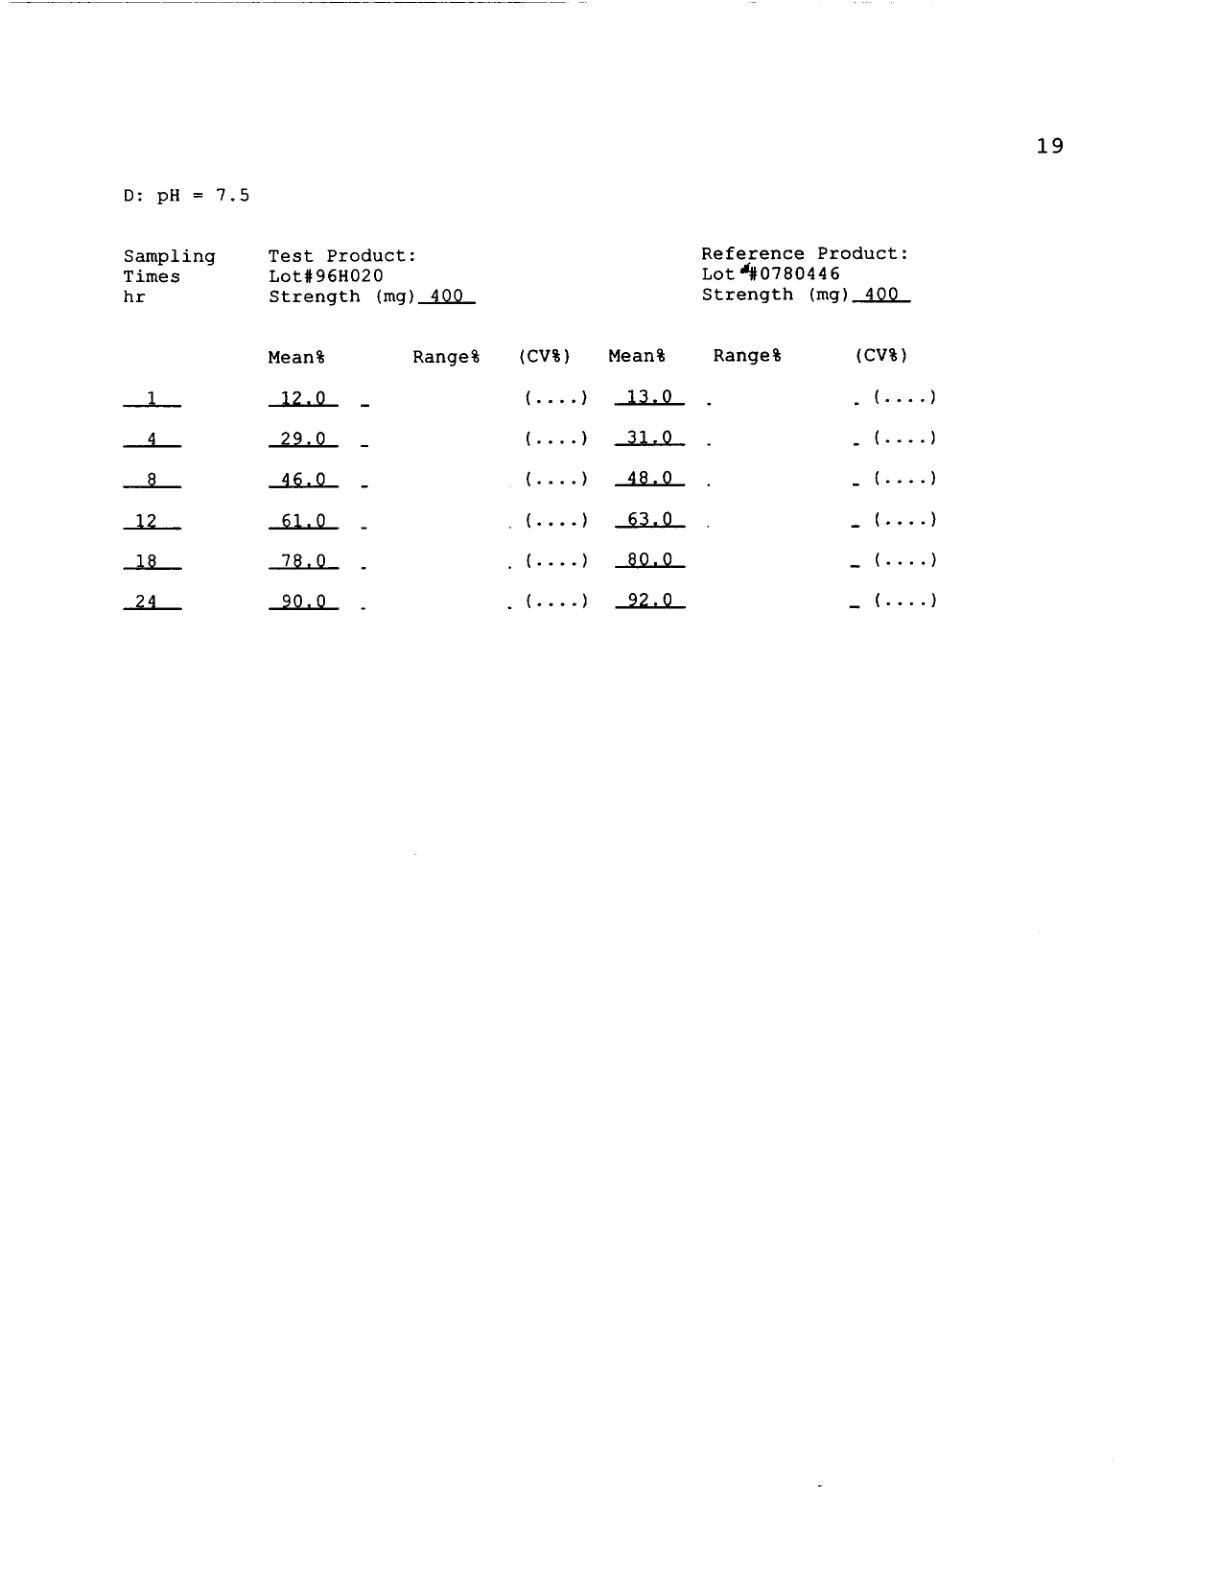 19
D: pH = 7.5
Sampling Test Product: Reference Product:
Times Lot#96H020 Lot #0780446
hr Strength (mg) 400 Strength (mg) 400
Mean% Range% (CV%) Mean% Range% (CV%)
1 12.0 (....) 13.0 (....)
4 29.0 (....) 31.0 (....)
8 46.0 (....) 48.0 (....)
12 61.0 (....) 63.0 (....)
18 78.0 (....) 80.0 (....)
24 90.0 (....) 92.0 (....)